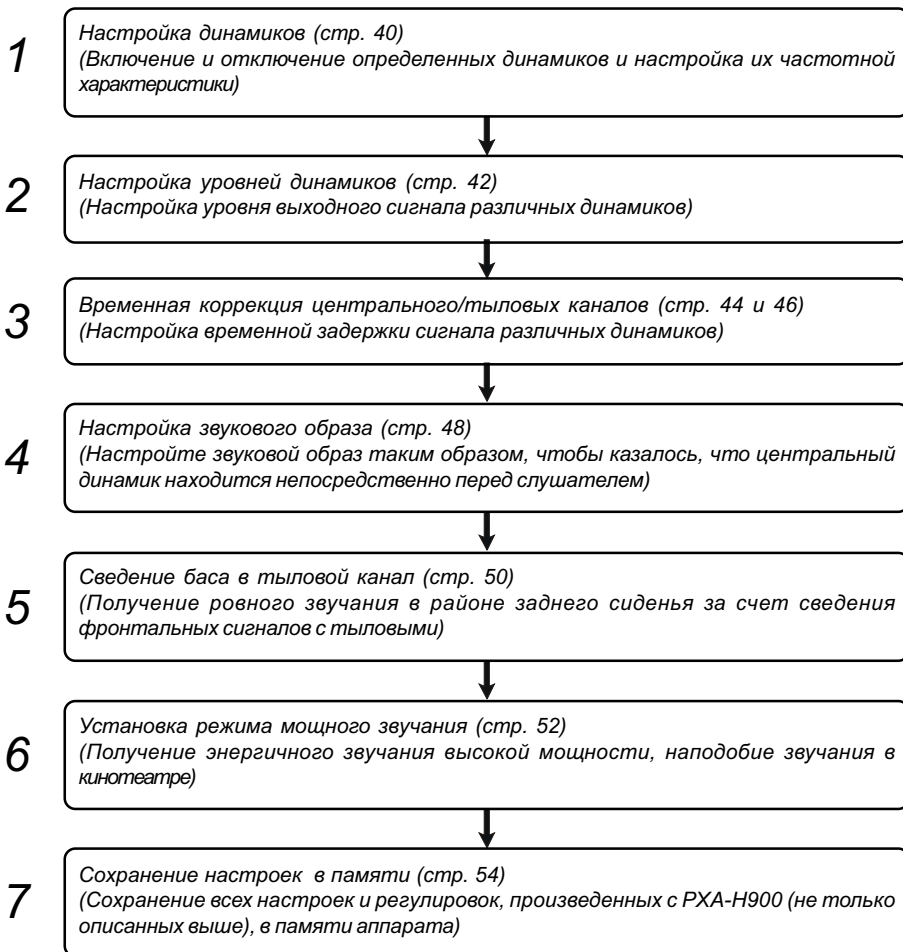 1
Настройка динамиков (стр. 40)
(Включение и отключение определенных динамиков и настройка их частотной
характеристики)
2
Настройка уровней динамиков (стр. 42)
(Настройка уровня выходного сигнала различных динамиков)
3
Временная коррекция центрального/тыловых каналов (стр. 44 и 46)
(Настройка временной задержки сигнала различных динамиков)
4
Настройка звукового образа (стр. 48)
(Настройте звуковой образ таким образом, чтобы казалось, что центральный
динамик находится непосредственно перед слушателем)
5
Сведение баса в тыловой канал (стр. 50)
(Получение ровного звучания в районе заднего сиденья за счет сведения
фронтальных сигналов с тыловыми)
6
Установка режима мощного звучания (стр. 52)
(Получение энергичного звучания высокой мощности, наподобие звучания в
кинотеатре)
7
Сохранение настроек в памяти (стр. 54)
(Сохранение всех настроек и регулировок, произведенных с PXA-H900 (не только
описанных выше), в памяти аппарата)